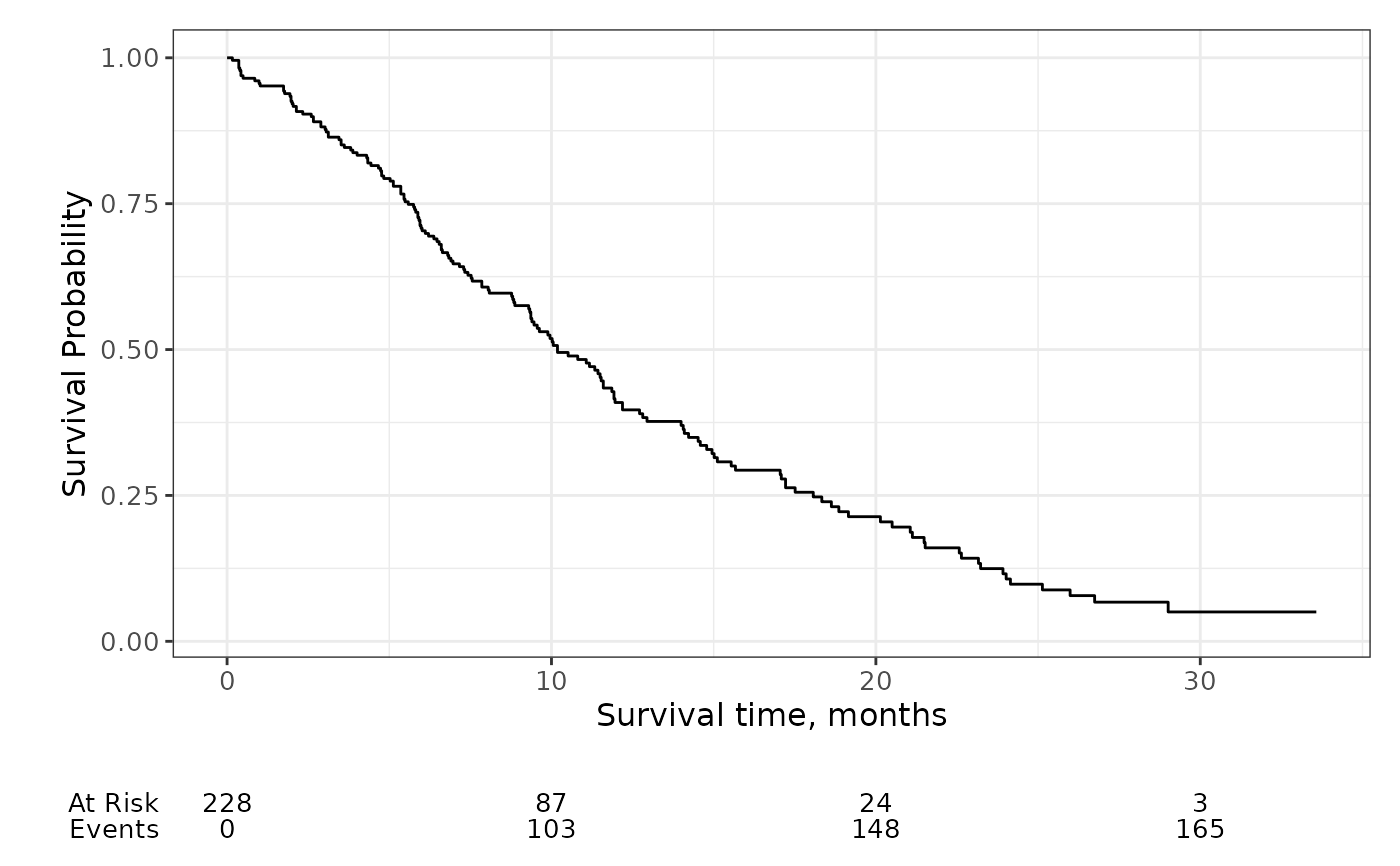 1.00
0.75
0.50
0.25
0.00
Survival Probability
0 10 20 30
Survival time, months
At Risk 228 87 24 3
Events 0 103 148 165